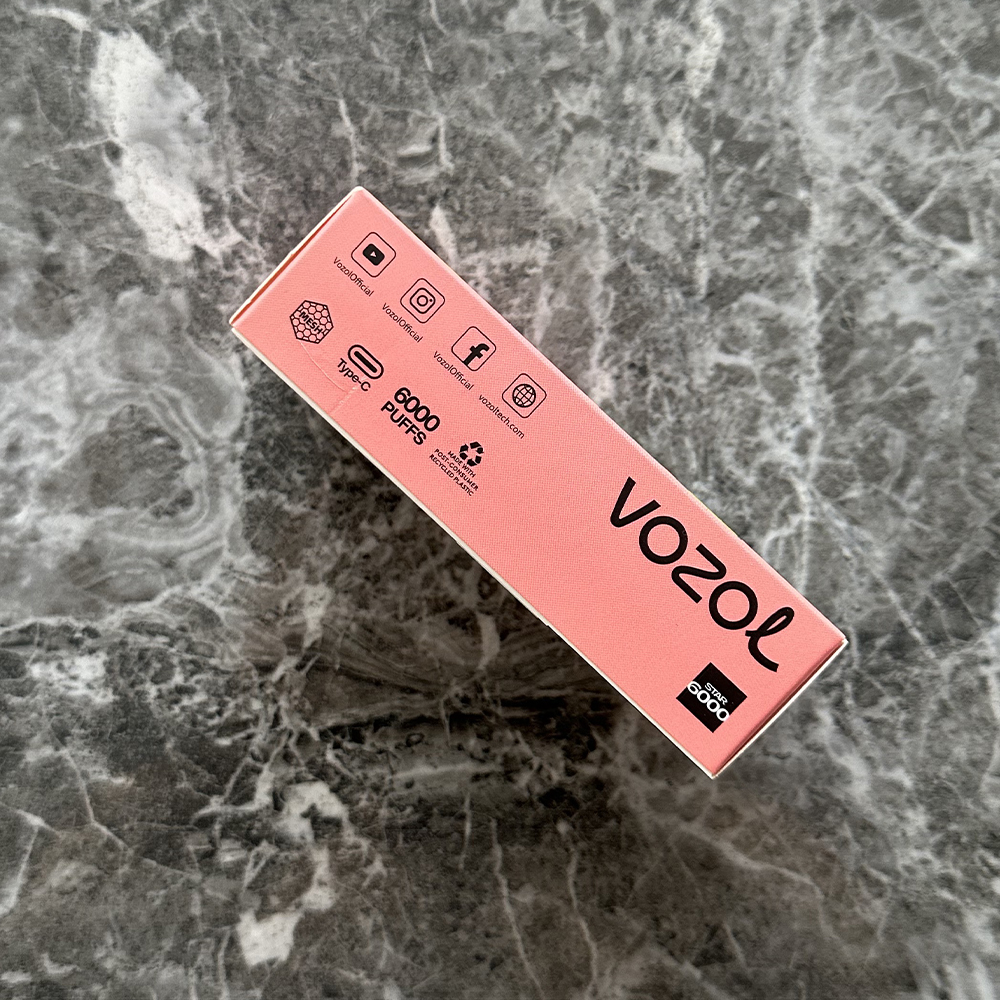 VozolOfficial
VozolOfficial
VozolOfficial
vozoltech.com
MESH
Type-C
6000
PUFFS
MADE WITH
POST-CONSUMER
RECYCLED PLASTIC
VOZOL
STAR
6000